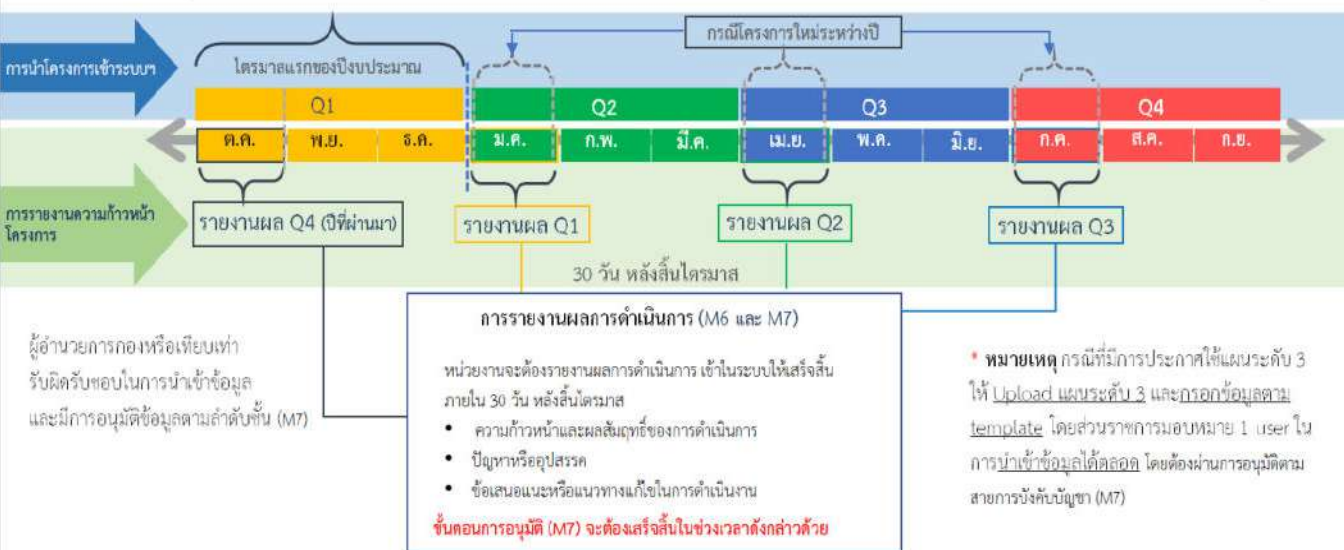 กรณีโครงการใหม่ระหว่างปี
การนำโครงการเข้าระบบฯ
ไตรมาสแรกของปีงบประมาณ
Q1 Q2 Q3 Q4
ต.ค. พ.ย. ธ.ค. ม.ค. ก.พ. มี.ค. เม.ย. พ.ค. มิ.ย. ก.ค. ส.ค. ก.ย.
การรายงานความก้าวหน้า
โครงการ
รายงานผล Q4 (ปีที่ผ่านมา)
รายงานผล Q1
รายงานผล Q2
รายงานผล Q3
30 วัน หลังสิ้นไตรมาส
ผู้อำนวยการกองหรือเทียบเท่า
รับผิดรับชอบในการนำเข้าข้อมูล
และมีการอนุมัติข้อมูลตามลำดับชั้น (M7)
การรายงานผลการดำเนินการ (M6 และ M7)
หน่วยงานจะต้องรายงานผลการดำเนินการ เข้าในระบบให้เสร็จสิ้น
ภายใน 30 วัน หลังสิ้นไตรมาส
• ความก้าวหน้าและผลสัมฤทธิ์ของการดำเนินการ
• ปัญหาหรืออุปสรรค
• ข้อเสนอแนะหรือแนวทางแก้ไขในการดำเนินงาน
ขั้นตอนการอนุมัติ (M7) จะต้องเสร็จสิ้นในช่วงเวลาดังกล่าวด้วย
* หมายเหตุ กรณีที่มีการประกาศใช้แผนระดับ 3
ให้ Upload แผนระดับ 3 และกรอกข้อมูลตาม
template โดยส่วนราชการมอบหมาย 1 user ใน
การนำเข้าข้อมูลได้ตลอด โดยต้องผ่านการอนุมัติตาม
สายการบังคับบัญชา (M7)